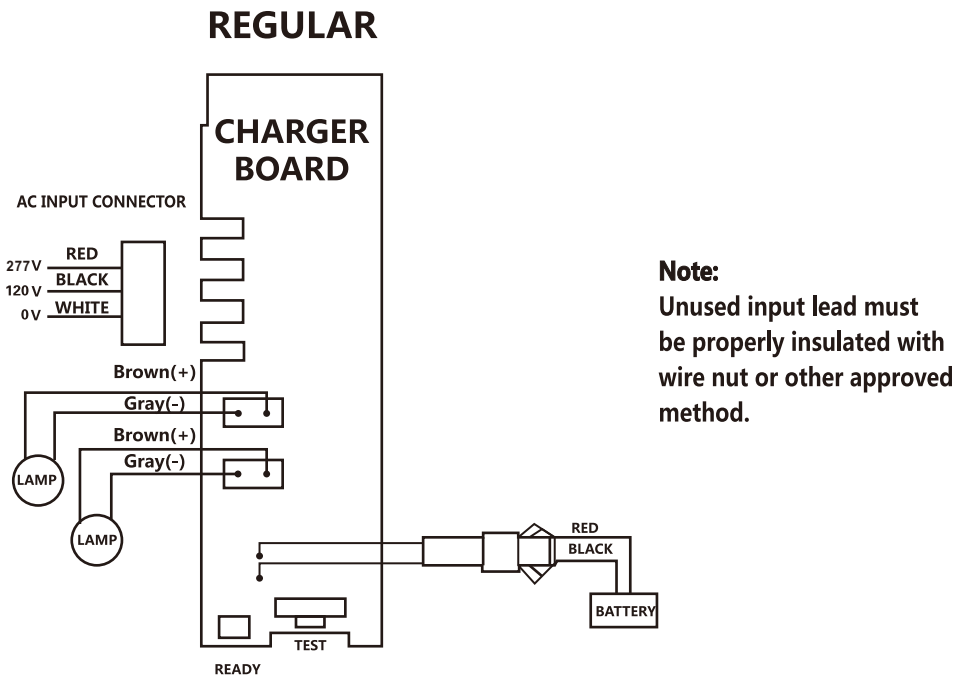 REGULAR
CHARGER
BOARD
AC INPUT CONNECTOR
277V RED
120V BLACK
0V WHITE
Brown(+)
Gray(-)
Brown(+)
Gray(-)
LAMP
LAMP
RED
BLACK
BATTERY
TEST
READY
Note:
Unused input lead must
be properly insulated with
wire nut or other approved
method.